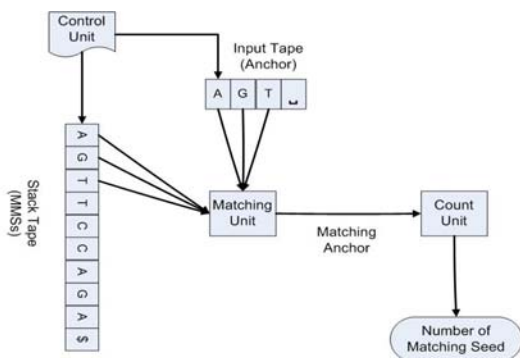 Control
Unit
Input Tape
(Anchor)
A G T ␣
Stack Tape
(MMSs)
A
G
T
T
C
C
A
G
A
$
Matching
Unit
Matching
Anchor
Count
Unit
Number of
Matching Seed